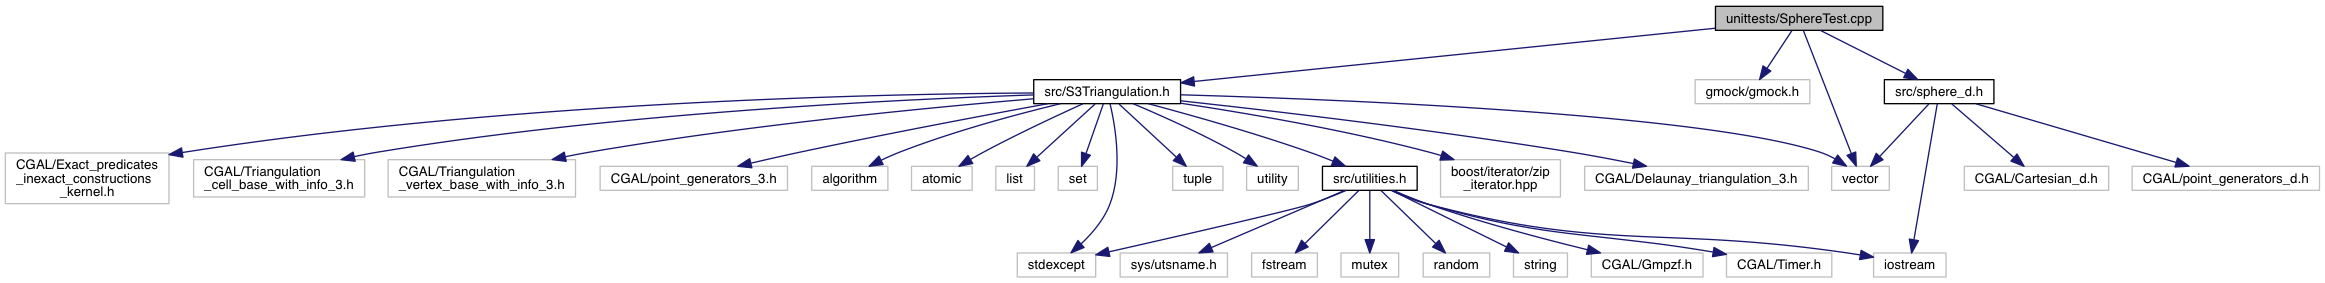 unittests/SphereTest.cpp
src/S3Triangulation.h
gmock/gmock.h
src/sphere_d.h
CGAL/Exact_predicates
_inexact_constructions
_kernel.h
CGAL/Triangulation
_cell_base_with_info_3.h
CGAL/Triangulation
_vertex_base_with_info_3.h
CGAL/point_generators_3.h
algorithm
atomic
list
set
tuple
utility
src/utilities.h
boost/iterator/zip
_iterator.hpp
CGAL/Delaunay_triangulation_3.h
vector
CGAL/Cartesian_d.h
CGAL/point_generators_d.h
stdexcept
sys/utsname.h
fstream
mutex
random
string
CGAL/Gmpzf.h
CGAL/Timer.h
iostream